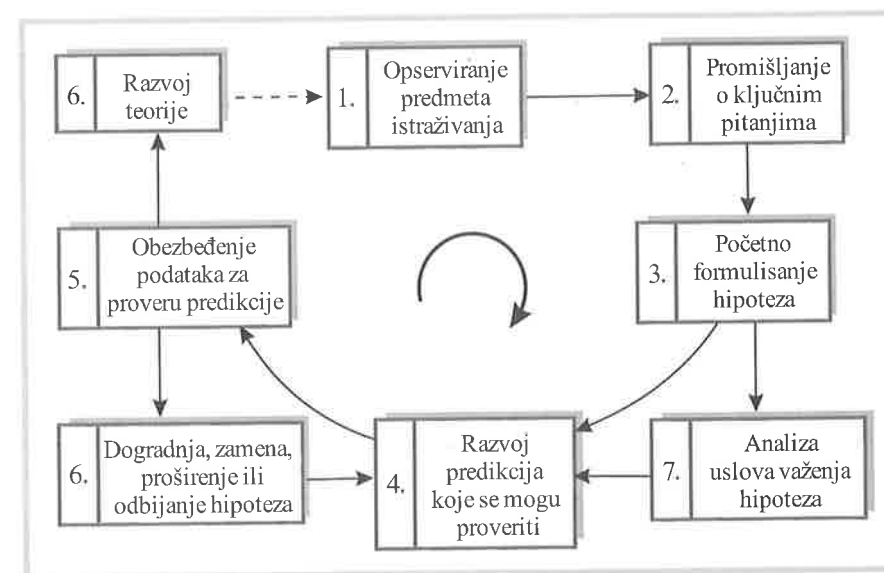 6.
Razvoj
teorije
1.
Opserviranje
predmeta
istraživanja
2.
Promišljanje
o ključnim
pitanjima
5.
Obezbeđenje
podataka za
proveru predikcije
3.
Početno
formulisanje
hipoteza
6.
Dogradnja, zamena,
proširenje ili
odbijanje hipoteza
4.
Razvoj
predikcija
koje se mogu
proveriti
7.
Analiza
uslova važenja
hipoteza